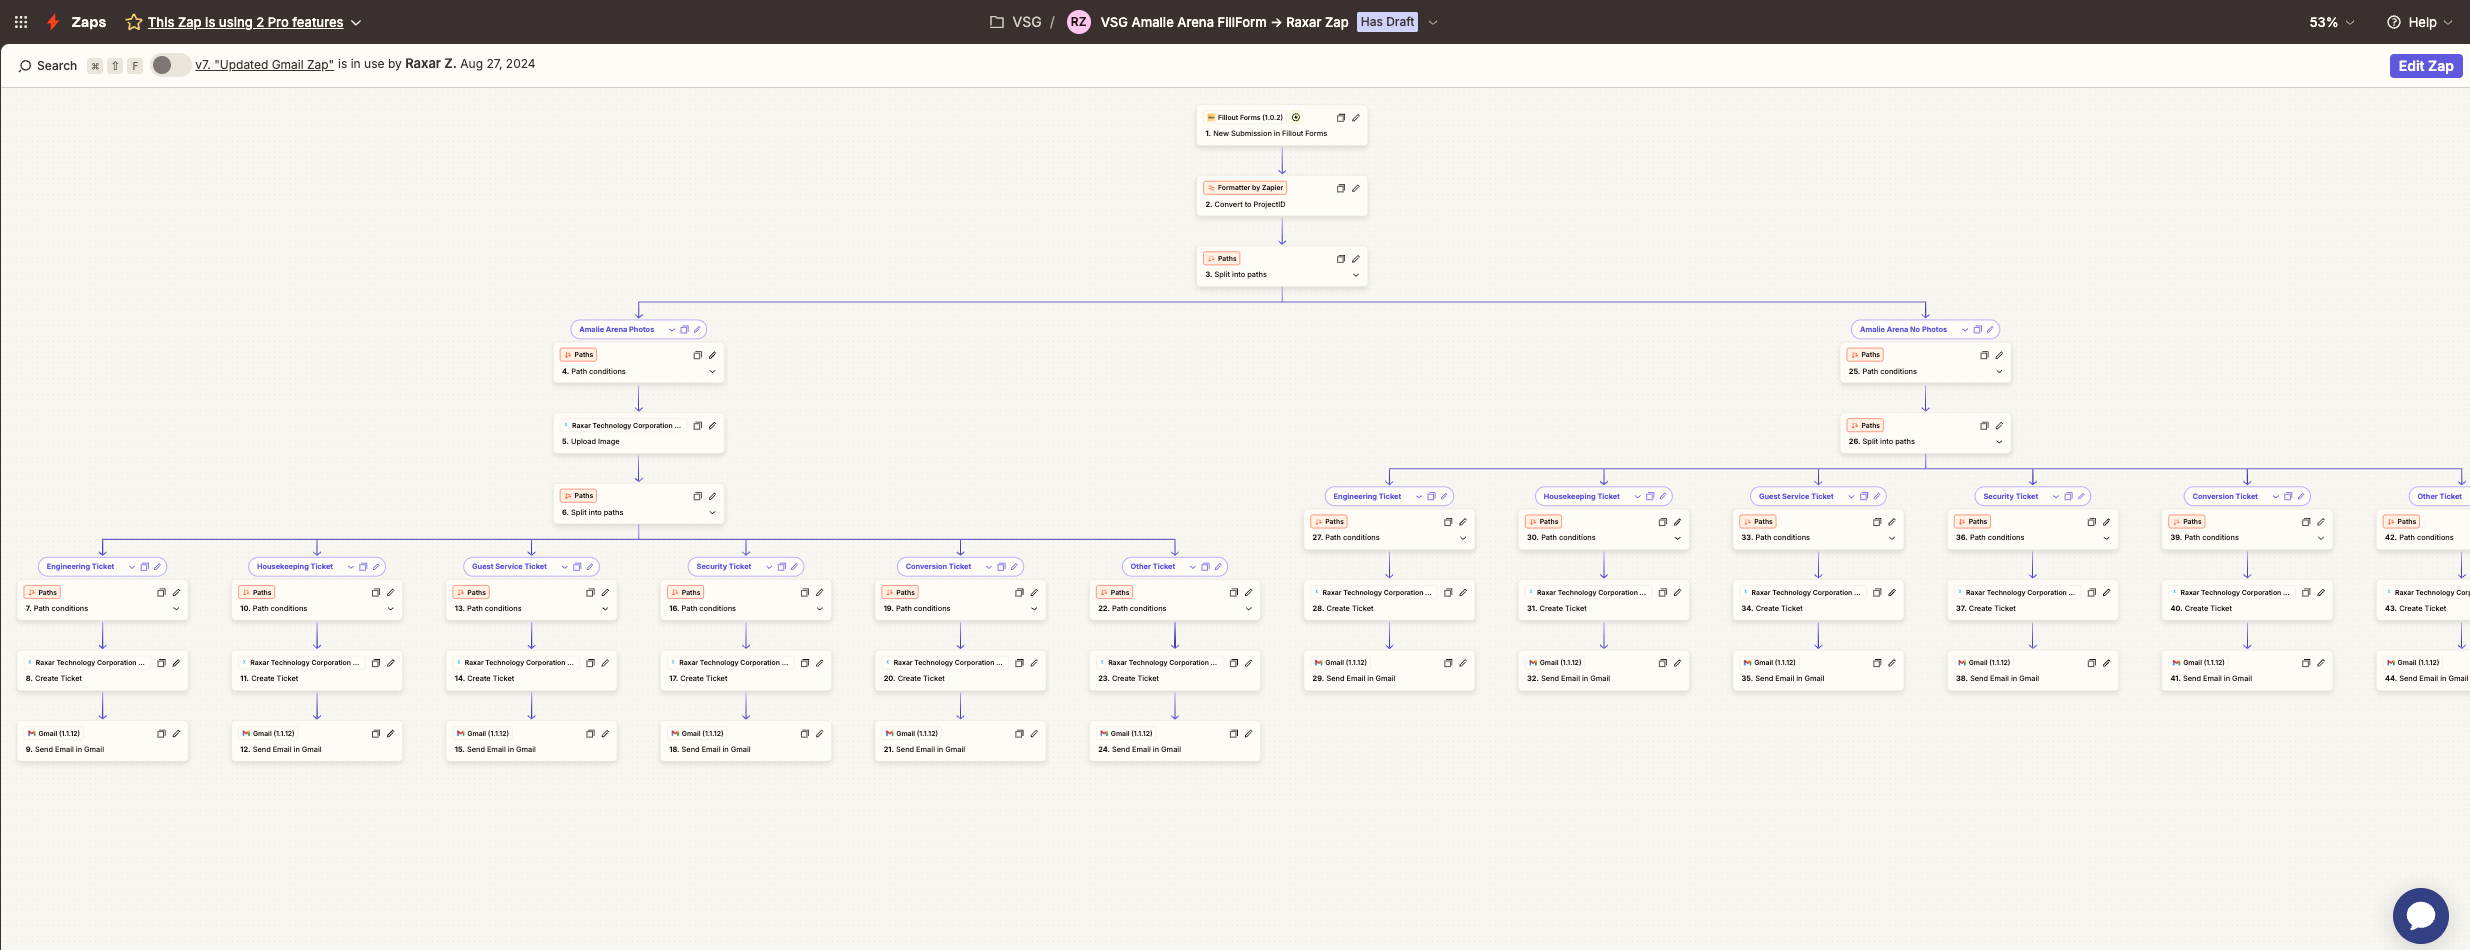 Zaps
This Zap is using 2 Pro features
VSG / RZ VSG Amalie Arena FillForm → Raxar Zap Has Draft
53%
Help
Search ⌘ ⇧ F
v7. "Updated Gmail Zap" is in use by Raxar Z. Aug 27, 2024
Edit Zap
Fillout Forms (1.0.2)
1. New Submission in Fillout Forms
Formatter by Zapier
2. Convert to ProjectID
Paths
3. Split into paths
Amalie Arena Photos
Paths
4. Path conditions
Raxar Technology Corporation ...
5. Upload Image
Paths
6. Split into paths
Engineering Ticket
Paths
7. Path conditions
Raxar Technology Corporation ...
8. Create Ticket
Gmail (1.1.12)
9. Send Email in Gmail
Housekeeping Ticket
Paths
10. Path conditions
Raxar Technology Corporation ...
11. Create Ticket
Gmail (1.1.12)
12. Send Email in Gmail
Guest Service Ticket
Paths
13. Path conditions
Raxar Technology Corporation ...
14. Create Ticket
Gmail (1.1.12)
15. Send Email in Gmail
Security Ticket
Paths
16. Path conditions
Raxar Technology Corporation ...
17. Create Ticket
Gmail (1.1.12)
18. Send Email in Gmail
Conversion Ticket
Paths
19. Path conditions
Raxar Technology Corporation ...
20. Create Ticket
Gmail (1.1.12)
21. Send Email in Gmail
Other Ticket
Paths
22. Path conditions
Raxar Technology Corporation ...
23. Create Ticket
Gmail (1.1.12)
24. Send Email in Gmail
Amalie Arena No Photos
Paths
25. Path conditions
Paths
26. Split into paths
Engineering Ticket
Paths
27. Path conditions
Raxar Technology Corporation ...
28. Create Ticket
Gmail (1.1.12)
29. Send Email in Gmail
Housekeeping Ticket
Paths
30. Path conditions
Raxar Technology Corporation ...
31. Create Ticket
Gmail (1.1.12)
32. Send Email in Gmail
Guest Service Ticket
Paths
33. Path conditions
Raxar Technology Corporation ...
34. Create Ticket
Gmail (1.1.12)
35. Send Email in Gmail
Security Ticket
Paths
36. Path conditions
Raxar Technology Corporation ...
37. Create Ticket
Gmail (1.1.12)
38. Send Email in Gmail
Conversion Ticket
Paths
39. Path conditions
Raxar Technology Corporation ...
40. Create Ticket
Gmail (1.1.12)
41. Send Email in Gmail
Other Ticket
Paths
42. Path conditions
Raxar Technology
43. Create Ticket
Gmail (1.1.12)
44. Send Email in Gmail